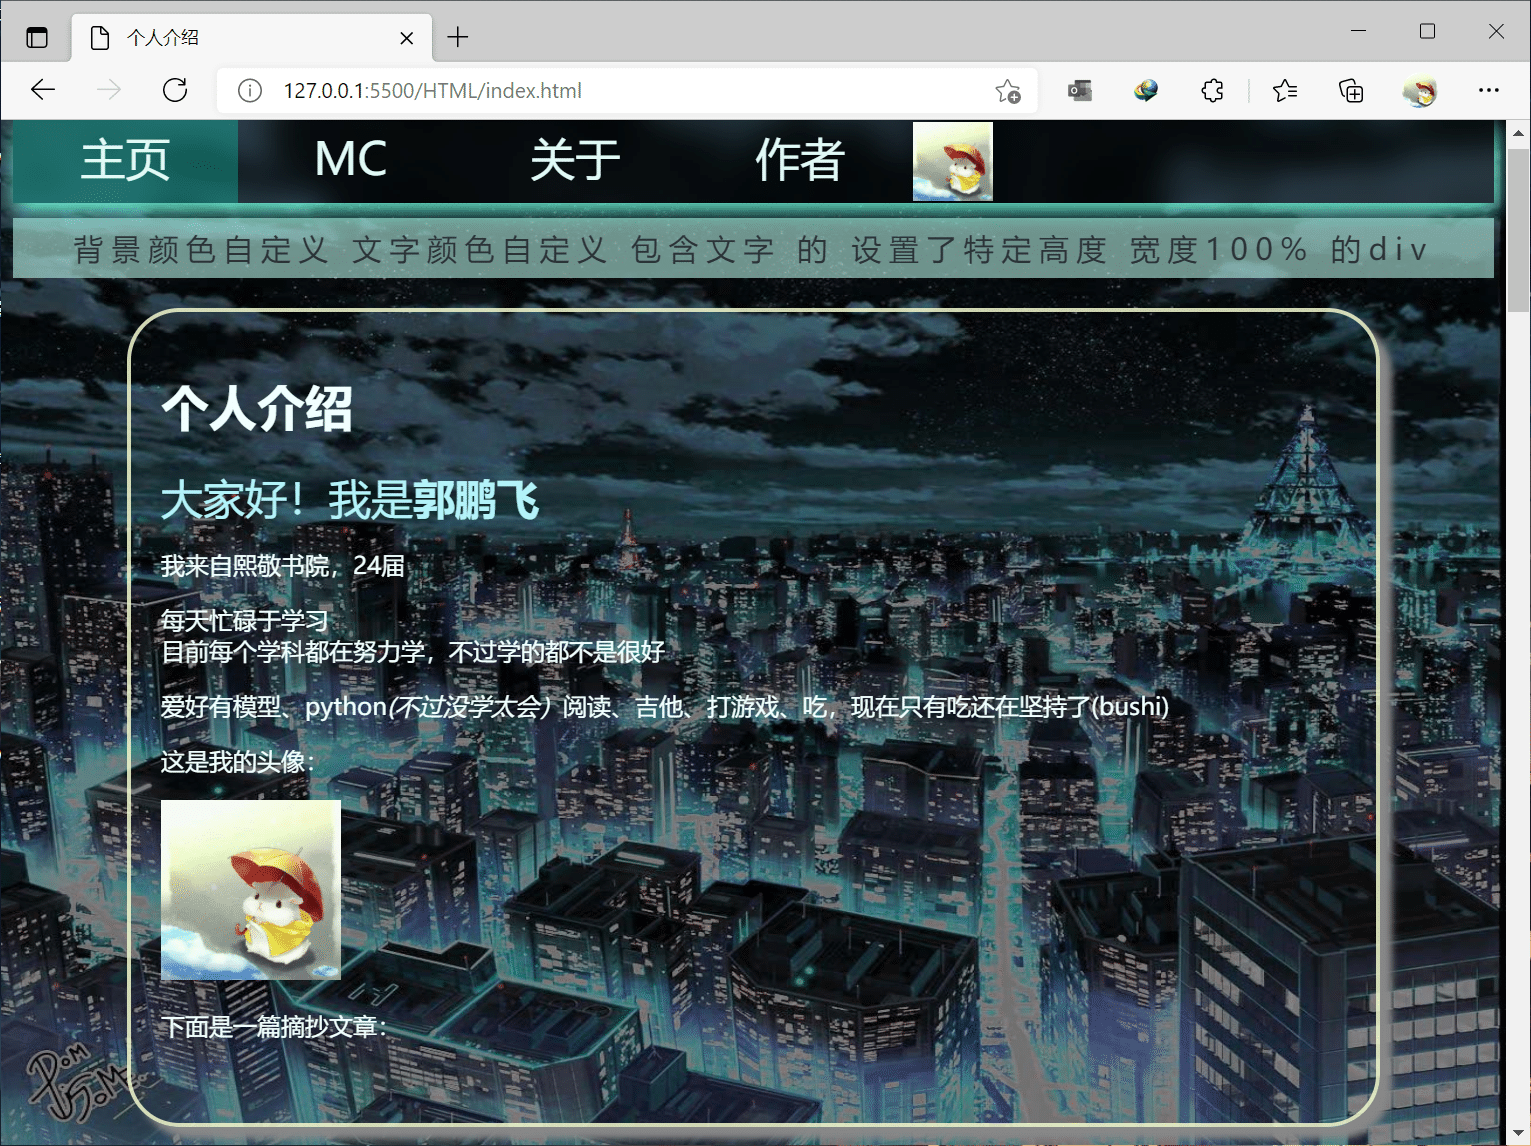 个人介绍
127.0.0.1:5500/HTML/index.html
主页 MC 关于 作者
背景颜色自定义 文字颜色自定义 包含文字 的 设置了特定高度 宽度100% 的div
个人介绍
大家好！我是郭鹏飞
我来自熙敬书院，24届
每天忙碌于学习
目前每个学科都在努力学，不过学的都不是很好
爱好有模型、python(不过没学太会）阅读、吉他、打游戏、吃，现在只有吃还在坚持了(bushi)
这是我的头像：
下面是一篇摘抄文章：